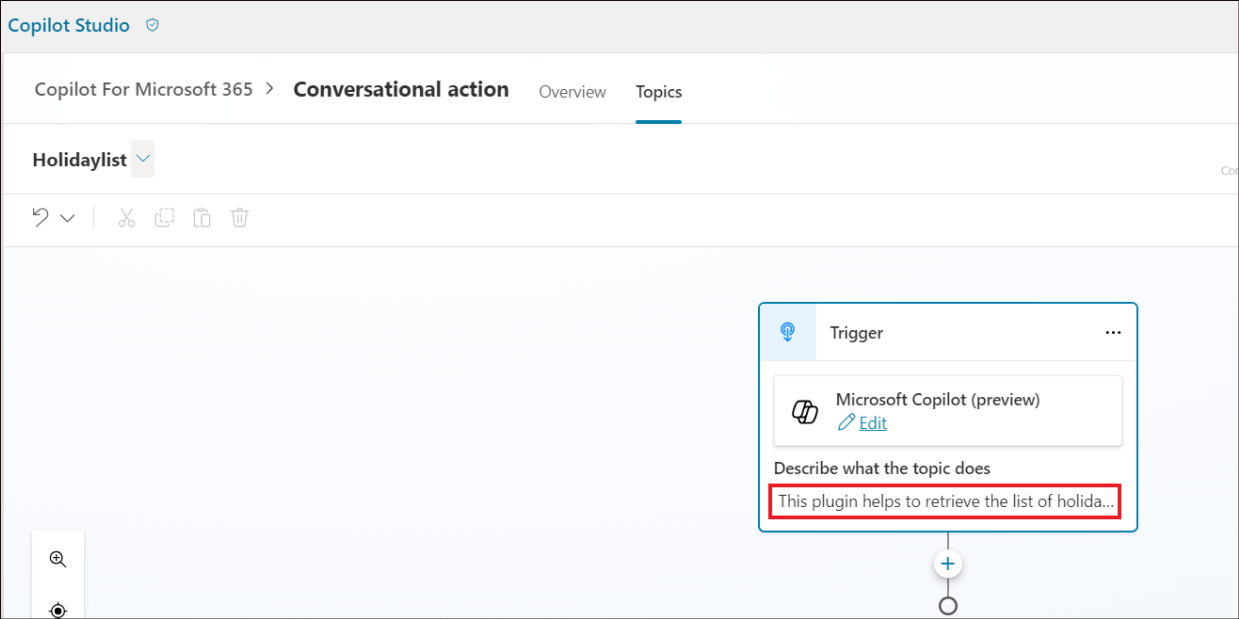 Copilot Studio
Copilot For Microsoft 365 > Conversational action Overview Topics
Holidaylist
Trigger ...
Microsoft Copilot (preview)
Edit
Describe what the topic does
This plugin helps to retrieve the list of holida...